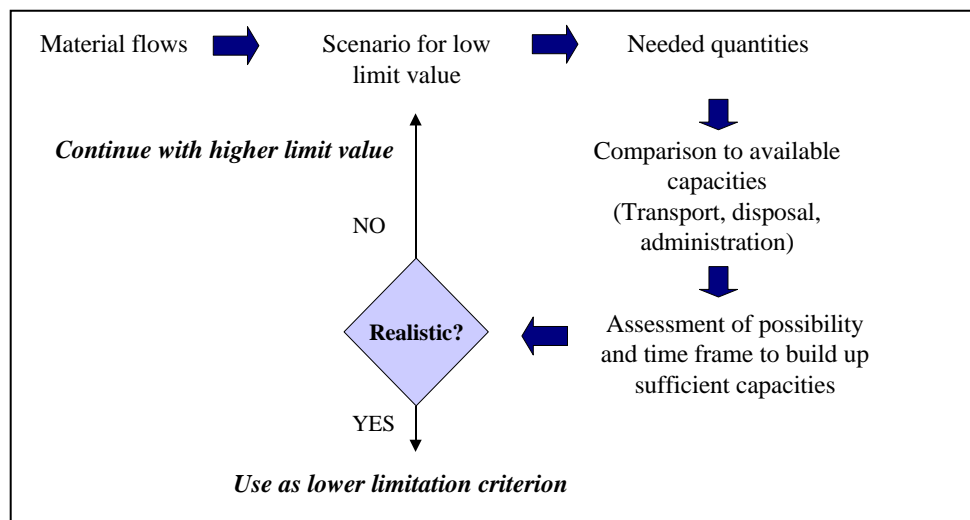 Material flows
Scenario for low
limit value
Needed quantities
Comparison to available
capacities
(Transport, disposal,
administration)
Assessment of possibility
and time frame to build up
sufficient capacities
Realistic?
NO
Continue with higher limit value
YES
Use as lower limitation criterion